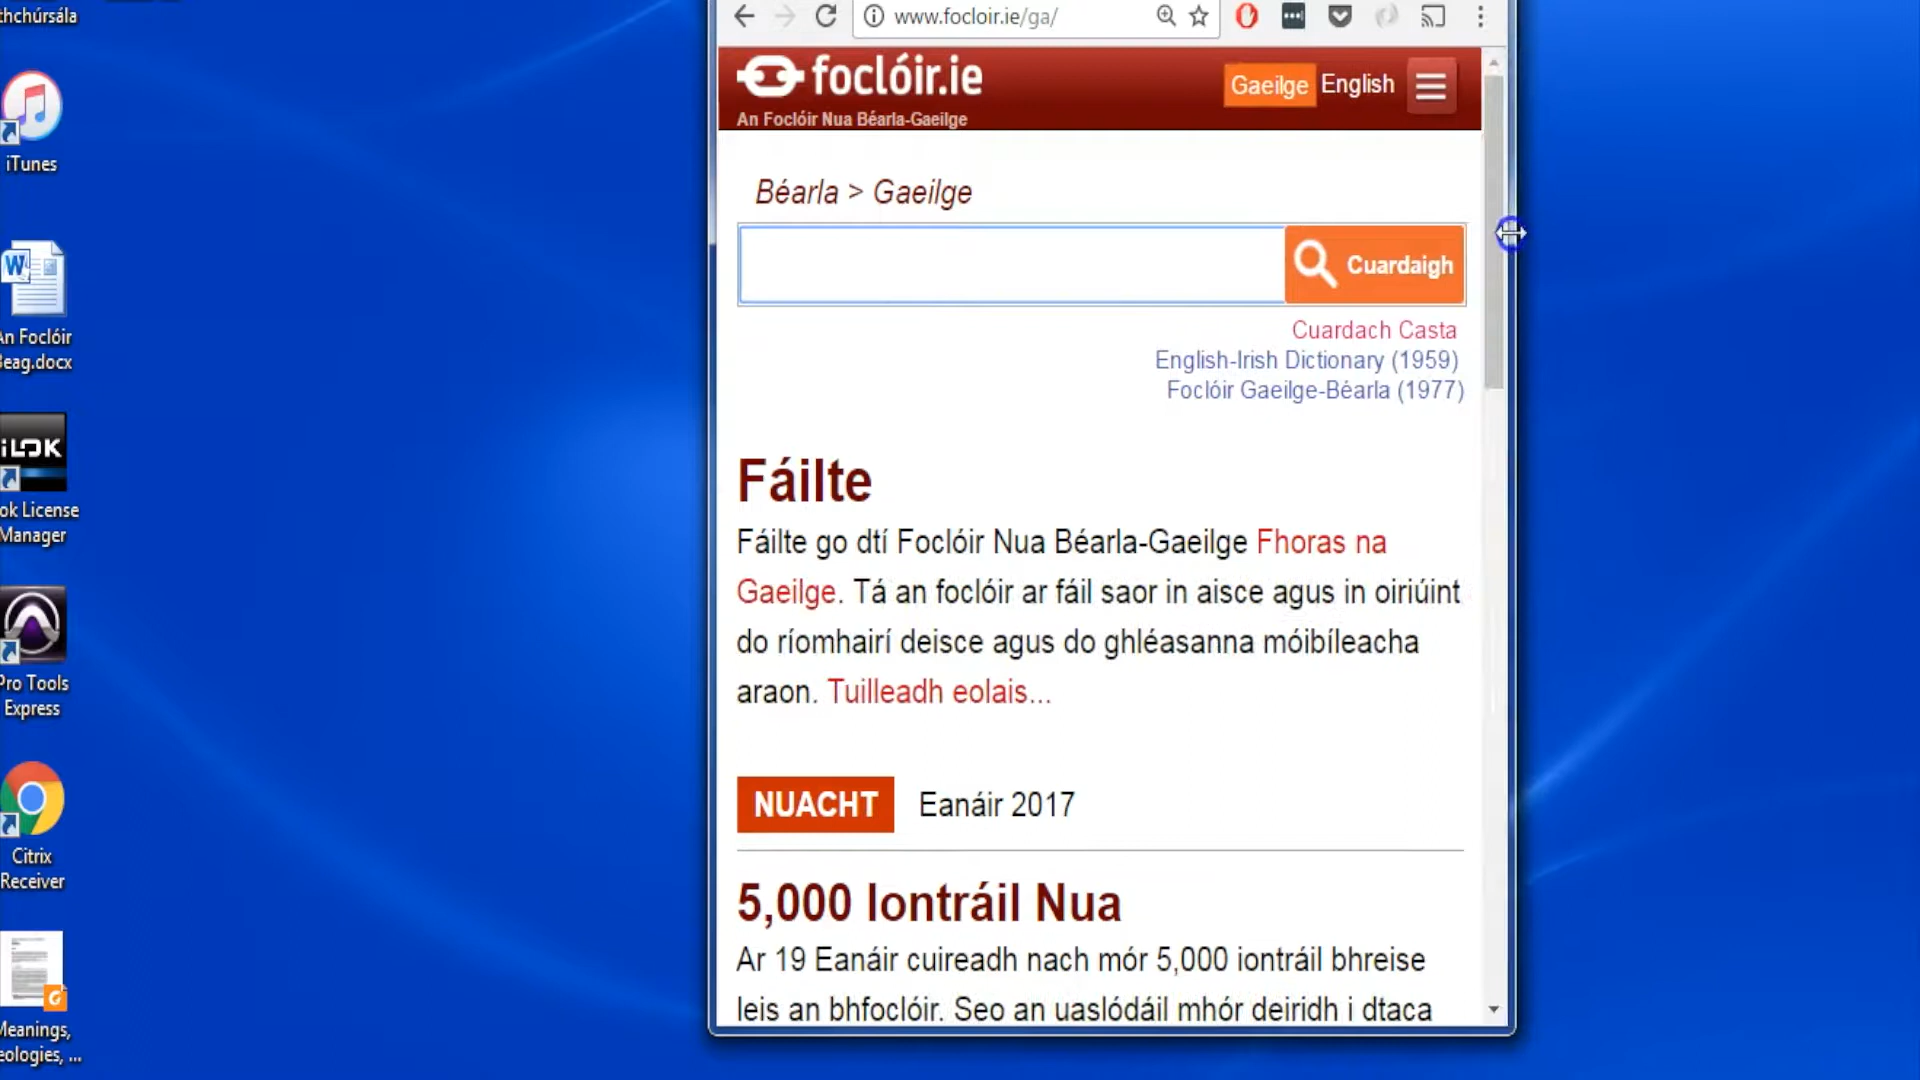 thchúrsála
iTunes
An Foclóir
Beag.docx
iLOK
ok License
Manager
Pro Tools
Express
Citrix
Receiver
Meanings,
eologies, ...
www.focloir.ie/ga/
foclóir.ie
An Foclóir Nua Béarla-Gaeilge
Gaeilge English
Béarla > Gaeilge
Cuardaigh
Cuardach Casta
English-Irish Dictionary (1959)
Foclóir Gaeilge-Béarla (1977)
Fáilte
Fáilte go dtí Foclóir Nua Béarla-Gaeilge Fhoras na
Gaeilge. Tá an foclóir ar fáil saor in aisce agus in oiriúint
do ríomhairí deisce agus do ghléasanna móibíleacha
araon. Tuilleadh eolais...
NUACHT Eanáir 2017
5,000 Iontráil Nua
Ar 19 Eanáir cuireadh nach mór 5,000 iontráil bhreise
leis an bhfoclóir. Seo an uaslódáil mhór deiridh i dtaca